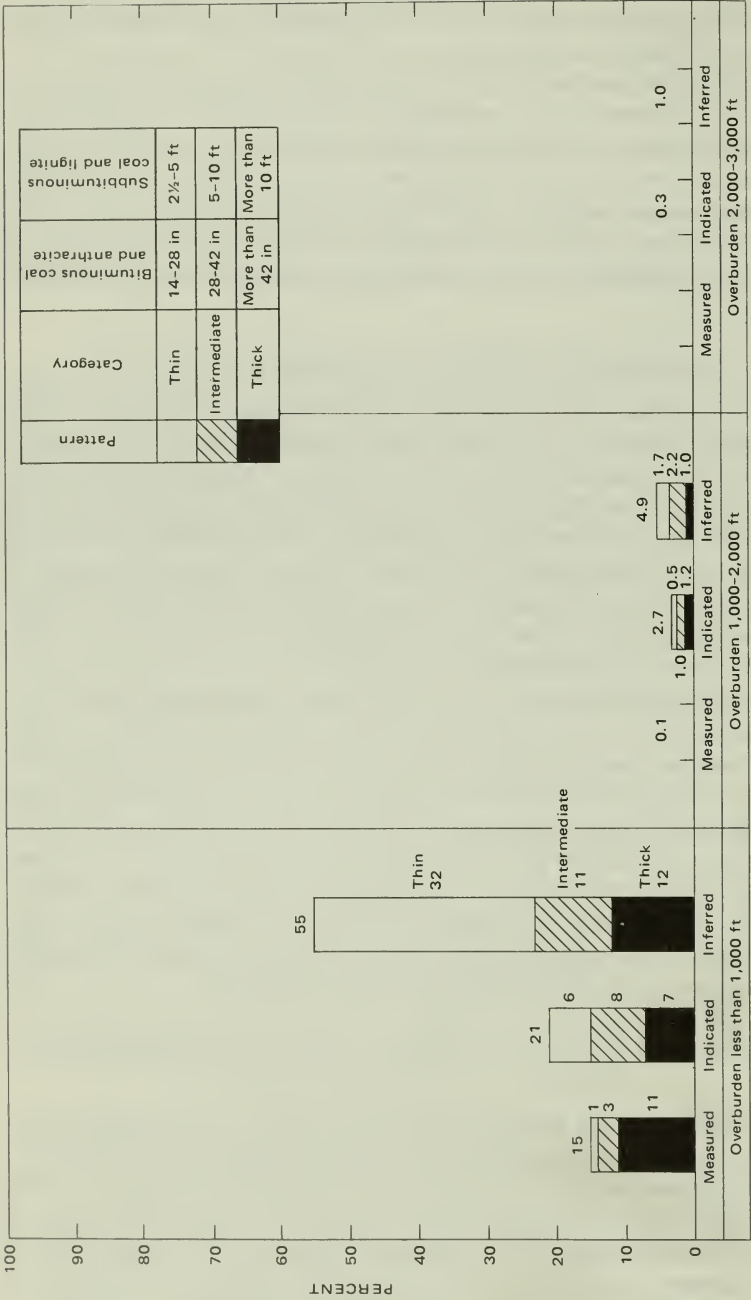 100
90
80
70
60
50
40
30
20
10
0
PERCENT
Pattern
Category
Bituminous coal and anthracite
Subbituminous coal and lignite
Thin
14-28 in
2½-5 ft
Intermediate
28-42 in
5-10 ft
Thick
More than 42 in
More than 10 ft
15
1
3
11
Measured
21
6
8
7
Indicated
55
Thin
32
Intermediate
11
Thick
12
Inferred
Overburden less than 1,000 ft
0.1
Measured
2.7
0.5
1.0
1.2
Indicated
4.9
1.7
2.2
1.0
Inferred
Overburden 1,000-2,000 ft
Measured
0.3
Indicated
1.0
Inferred
Overburden 2,000-3,000 ft